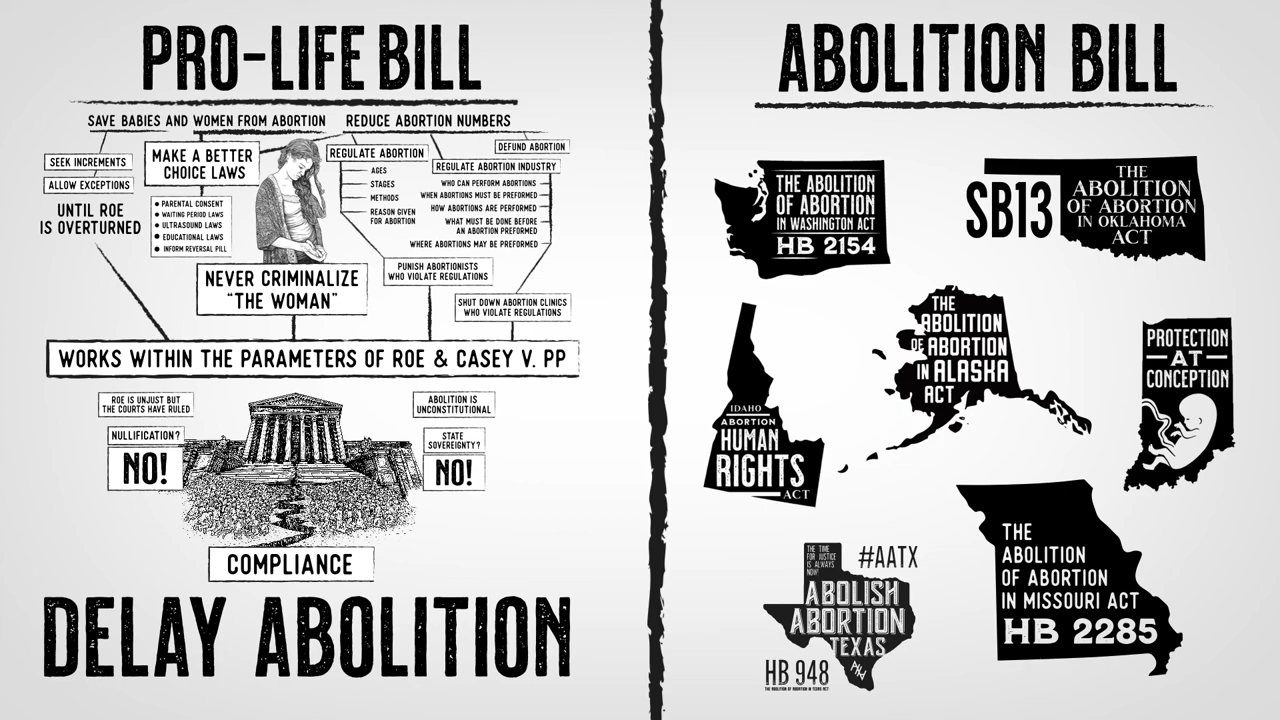 PRO-LIFE BILL
SAVE BABIES AND WOMEN FROM ABORTION
REDUCE ABORTION NUMBERS
SEEK INCREMENTS
ALLOW EXCEPTIONS
UNTIL ROE
IS OVERTURNED
MAKE A BETTER
CHOICE LAWS
• PARENTAL CONSENT
• WAITING PERIOD LAWS
• ULTRASOUND LAWS
• EDUCATIONAL LAWS
• INFORM REVERSAL PILL
NEVER CRIMINALIZE
"THE WOMAN"
REGULATE ABORTION
AGES
STAGES
METHODS
REASON GIVEN
FOR ABORTION
DEFUND ABORTION
REGULATE ABORTION INDUSTRY
WHO CAN PERFORM ABORTIONS
WHEN ABORTIONS MUST BE PREFORMED
HOW ABORTIONS ARE PREFORMED
WHAT MUST BE DONE BEFORE
AN ABORTION PREFORMED
WHERE ABORTIONS MAY BE PREFORMED
PUNISH ABORTIONISTS
WHO VIOLATE REGULATIONS
SHUT DOWN ABORTION CLINICS
WHO VIOLATE REGULATIONS
WORKS WITHIN THE PARAMETERS OF ROE & CASEY V. PP
ROE IS UNJUST BUT
THE COURTS HAVE RULED
NULLIFICATION?
NO!
ABOLITION IS
UNCONSTITUTIONAL
STATE
SOVEREIGNTY?
NO!
COMPLIANCE
DELAY ABOLITION
ABOLITION BILL
THE ABOLITION
OF ABORTION
IN WASHINGTON ACT
HB 2154
SB13
THE
ABOLITION
OF ABORTION
IN OKLAHOMA
ACT
IDAHO
ABORTION
HUMAN
RIGHTS
ACT
THE
ABOLITION
OF ABORTION
IN ALASKA
ACT
PROTECTION
AT
CONCEPTION
THE TIME
FOR JUSTICE
IS ALWAYS
NOW!
#AATX
ABOLISH
ABORTION
TEXAS
HB 948
THE ABOLITION OF ABORTION IN TEXAS ACT
THE
ABOLITION
OF ABORTION
IN MISSOURI ACT
HB 2285